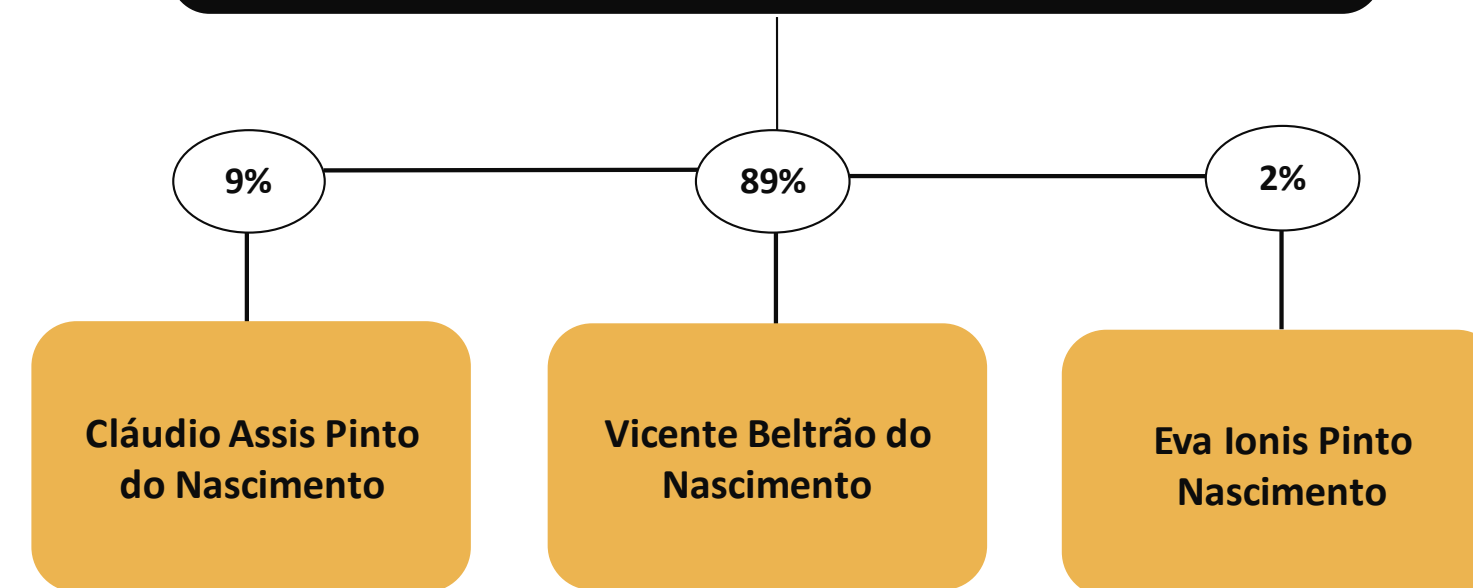 9%
89%
2%
Cláudio Assis Pinto
do Nascimento
Vicente Beltrão do
Nascimento
Eva Ionis Pinto
Nascimento